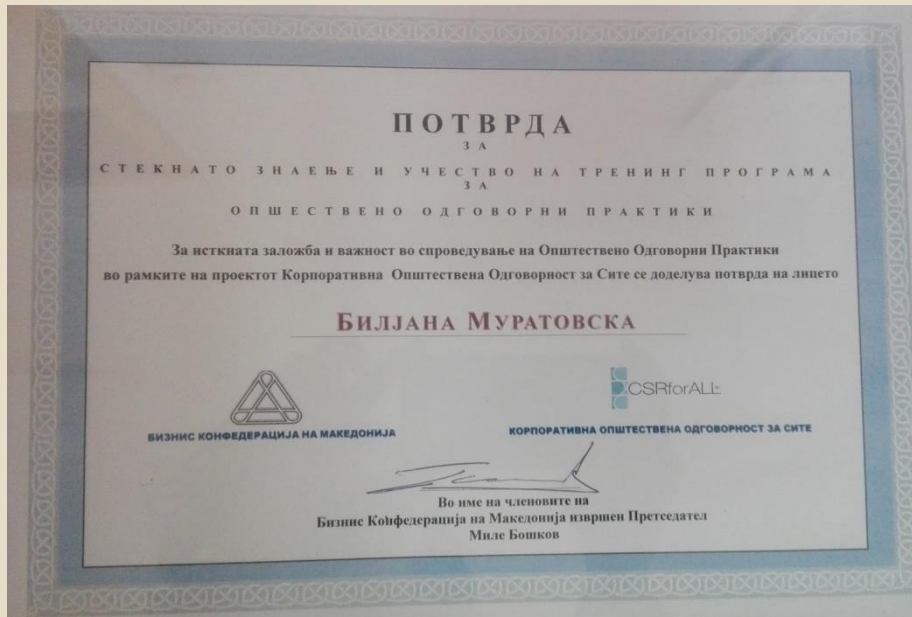 ПОТВРДА
ЗА
СТЕКНАТО ЗНАЕЊЕ И УЧЕСТВО НА ТРЕНИНГ ПРОГРАМА
ЗА
ОПШЕСТВЕНО ОДГОВОРНИ ПРАКТИКИ
За исткната заложба и важност во спроведување на Општествено Одговорни Практики
во рамките на проектот Корпоративна Општествена Одговорност за Сите се доделува потврда на лицето
БИЛЈАНА МУРАТОВСКА
CSRforALL
БИЗНИС КОНФЕДЕРАЦИЈА НА МАКЕДОНИЈА
КОРПОРАТИВНА ОПШТЕСТВЕНА ОДГОВОРНОСТ ЗА СИТЕ
Во име на членовите на
Бизнис Конфедерација на Македонија извршен Претседател
Миле Бошков